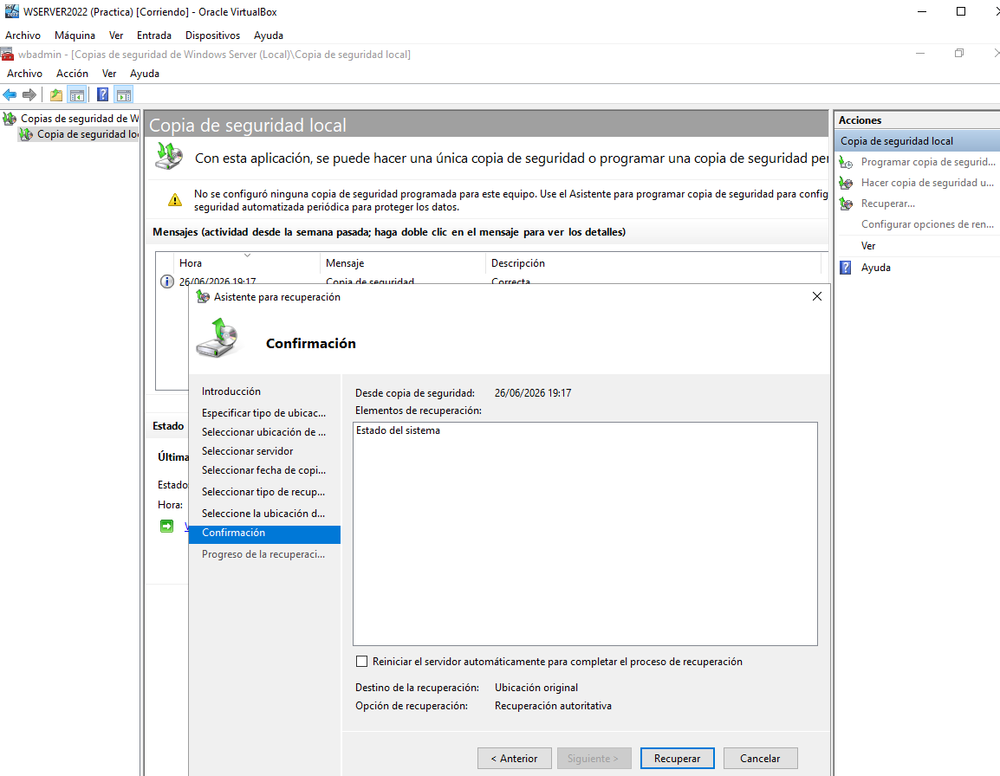 WSERVER2022 (Practica) [Corriendo] - Oracle VirtualBox
Archivo Máquina Ver Entrada Dispositivos Ayuda
wbadmin - [Copias de seguridad de Windows Server (Local)\Copia de seguridad local]
Archivo Acción Ver Ayuda
Copias de seguridad de W
Copia de seguridad lo
Copia de seguridad local
Con esta aplicación, se puede hacer una única copia de seguridad o programar una copia de seguridad per
No se configuró ninguna copia de seguridad programada para este equipo. Use el Asistente para programar copia de seguridad para config
seguridad automatizada periódica para proteger los datos.
Mensajes (actividad desde la semana pasada; haga doble clic en el mensaje para ver los detalles)
Hora Mensaje Descripción
26/06/2026 19:17 Copia de seguridad Correcta
Estado
Última
Estado
Hora:
V
Acciones
Copia de seguridad local
Programar copia de segurid...
Hacer copia de seguridad u...
Recuperar...
Configurar opciones de ren...
Ver
Ayuda
Asistente para recuperación
Confirmación
Introducción
Especificar tipo de ubicac...
Seleccionar ubicación de ...
Seleccionar servidor
Seleccionar fecha de copi...
Seleccionar tipo de recup...
Seleccione la ubicación d...
Confirmación
Progreso de la recuperaci...
Desde copia de seguridad: 26/06/2026 19:17
Elementos de recuperación:
Estado del sistema
Reiniciar el servidor automáticamente para completar el proceso de recuperación
Destino de la recuperación: Ubicación original
Opción de recuperación: Recuperación autoritativa
< Anterior Siguiente > Recuperar Cancelar